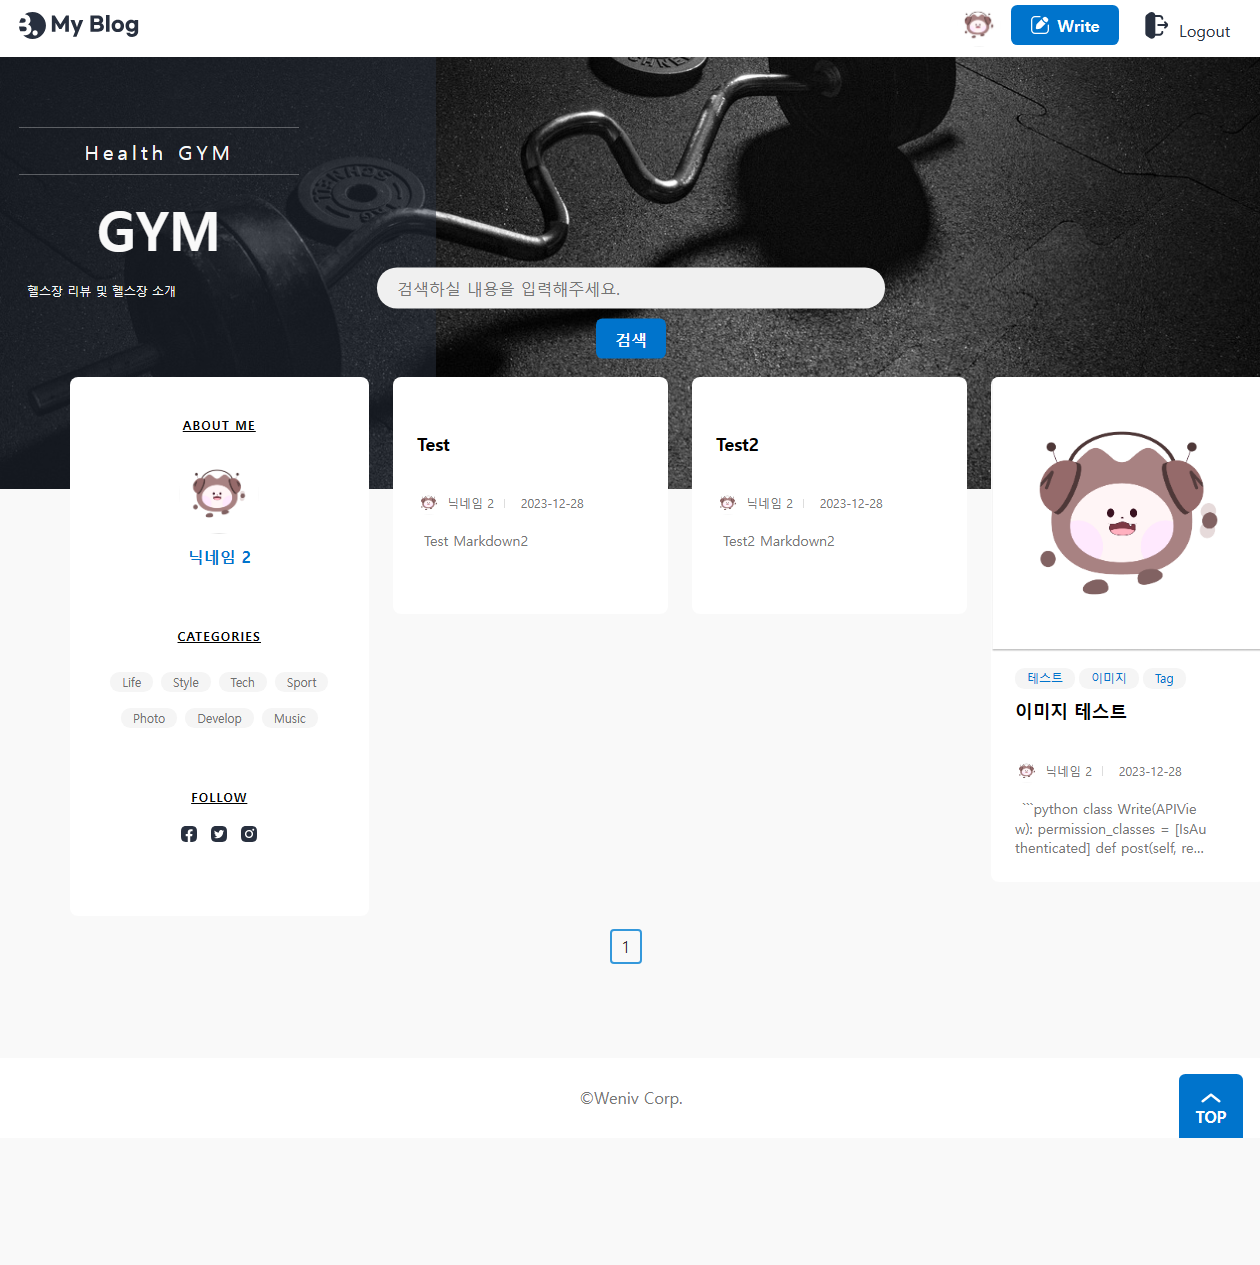 My Blog
Write
Logout
Health GYM
GYM
헬스장 리뷰 및 헬스장 소개
검색하실 내용을 입력해주세요.
검색
ABOUT ME
닉네임 2
CATEGORIES
Life Style Tech Sport
Photo Develop Music
FOLLOW
Test
닉네임 2 2023-12-28
Test Markdown2
Test2
닉네임 2 2023-12-28
Test2 Markdown2
테스트 이미지 Tag
이미지 테스트
닉네임 2 2023-12-28
```python class Write(APIVie
w): permission_classes = [IsAu
thenticated] def post(self, re...
1
©Weniv Corp.
TOP